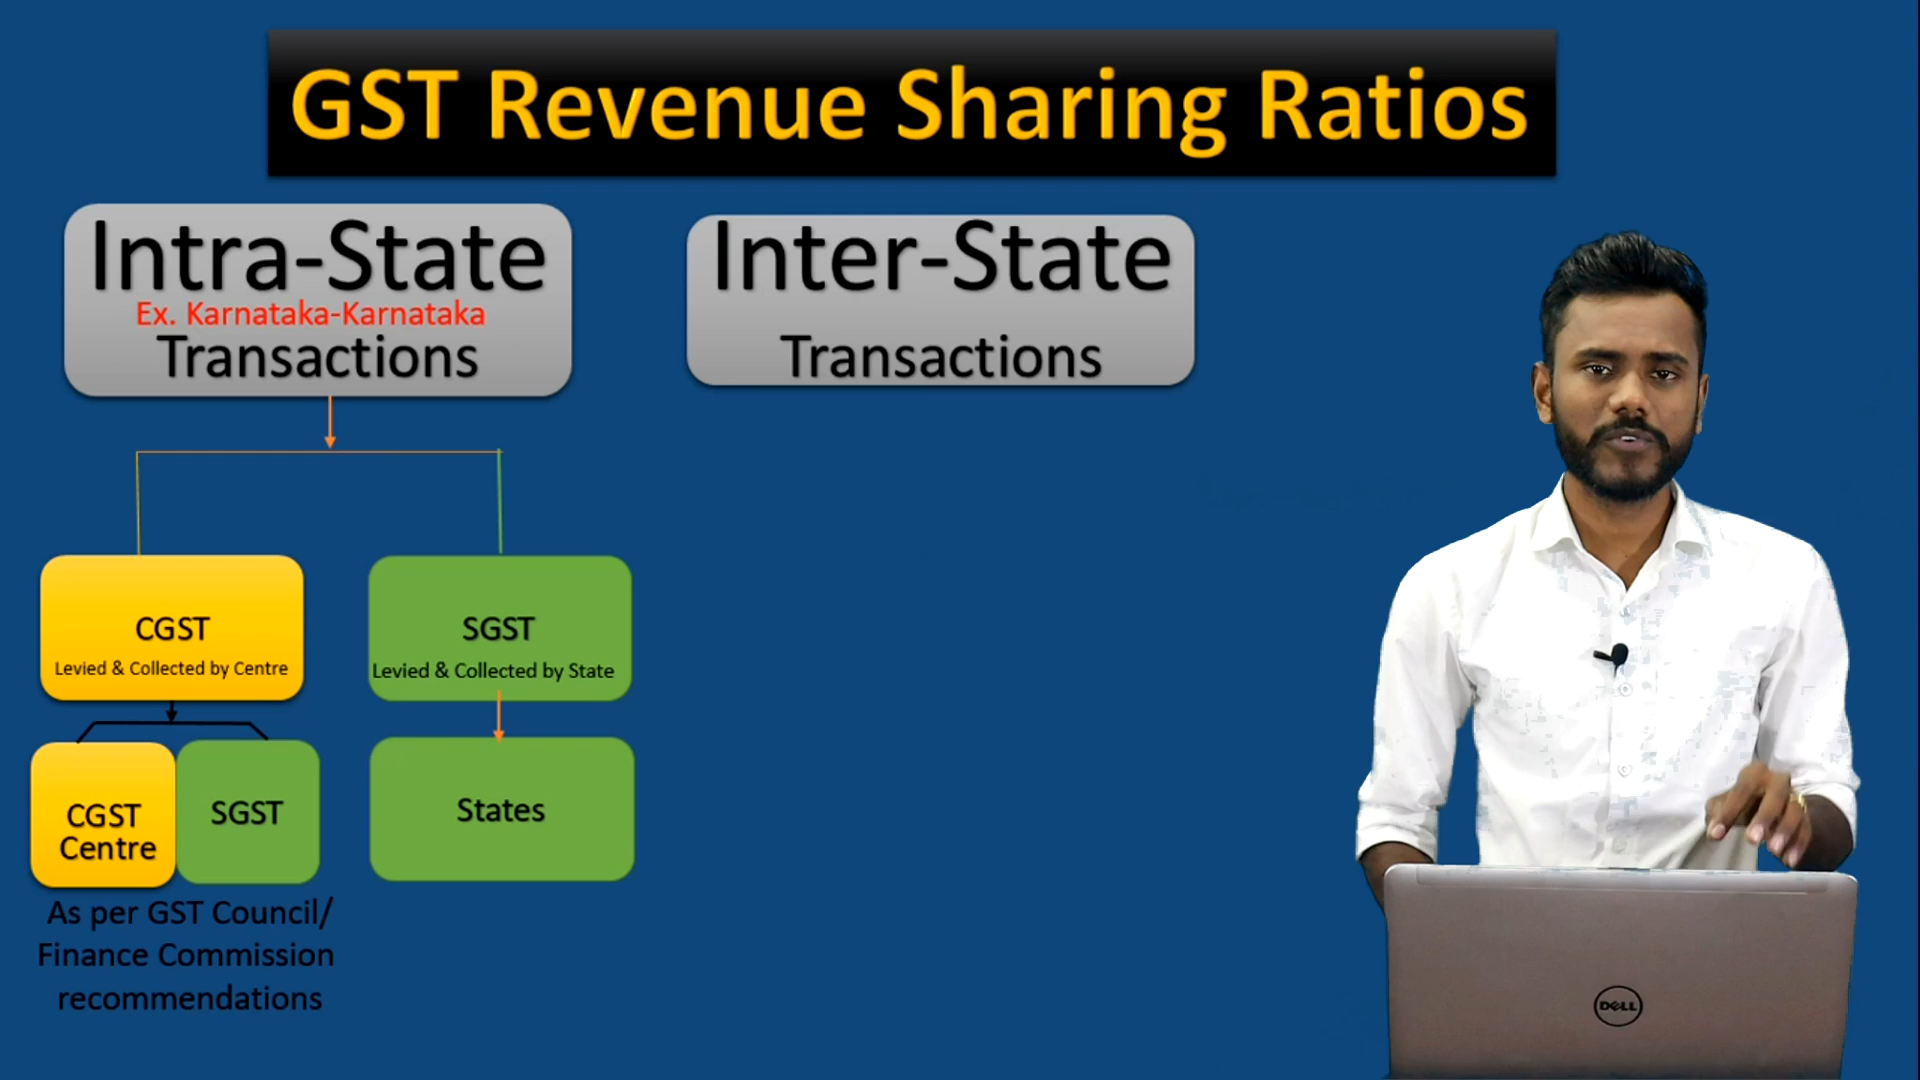 GST Revenue Sharing Ratios
Intra-State
Ex. Karnataka-Karnataka
Transactions
Inter-State
Transactions
CGST
Levied & Collected by Centre
SGST
Levied & Collected by State
CGST
Centre
SGST
States
As per GST Council/
Finance Commission
recommendations
DELL